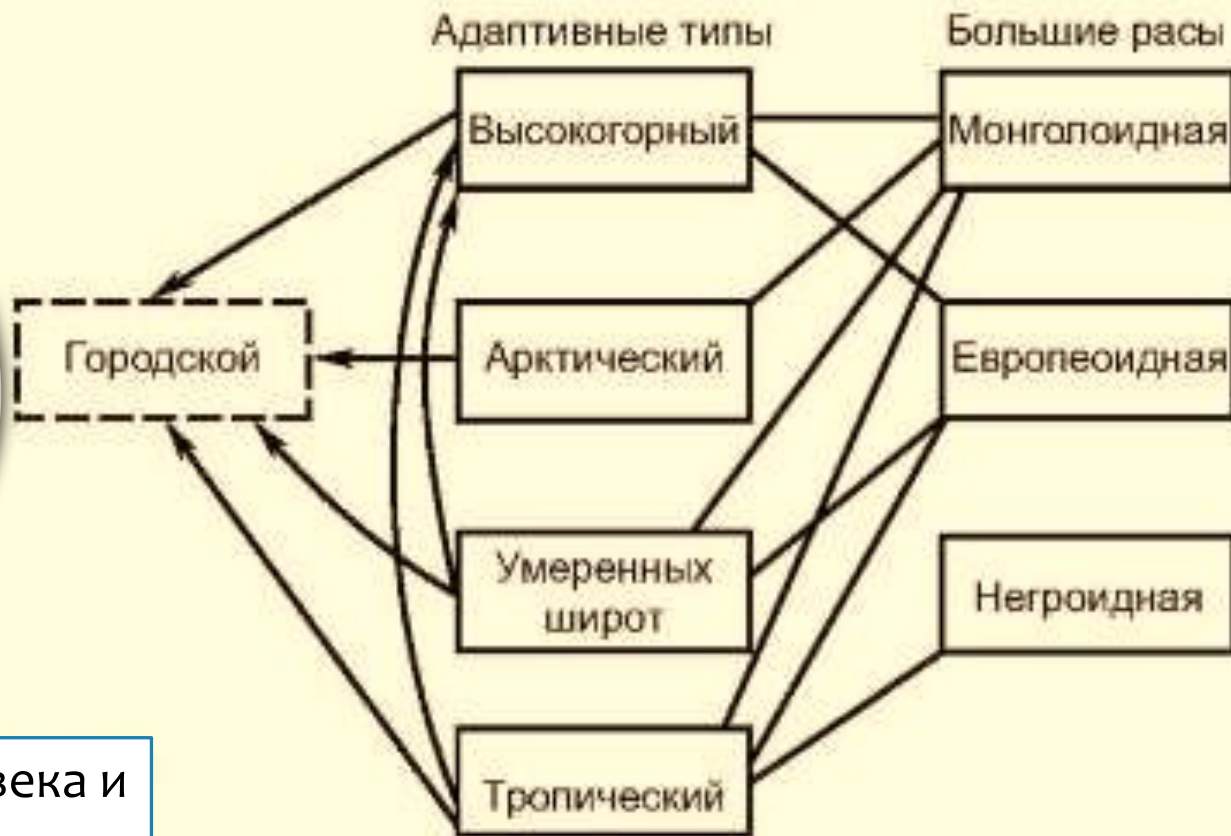 Адаптивные типы
Большие расы
Высокогорный
Монголоидная
Городской
Арктический
Европеоидная
Умеренных
широт
Негроидная
Тропический
века и